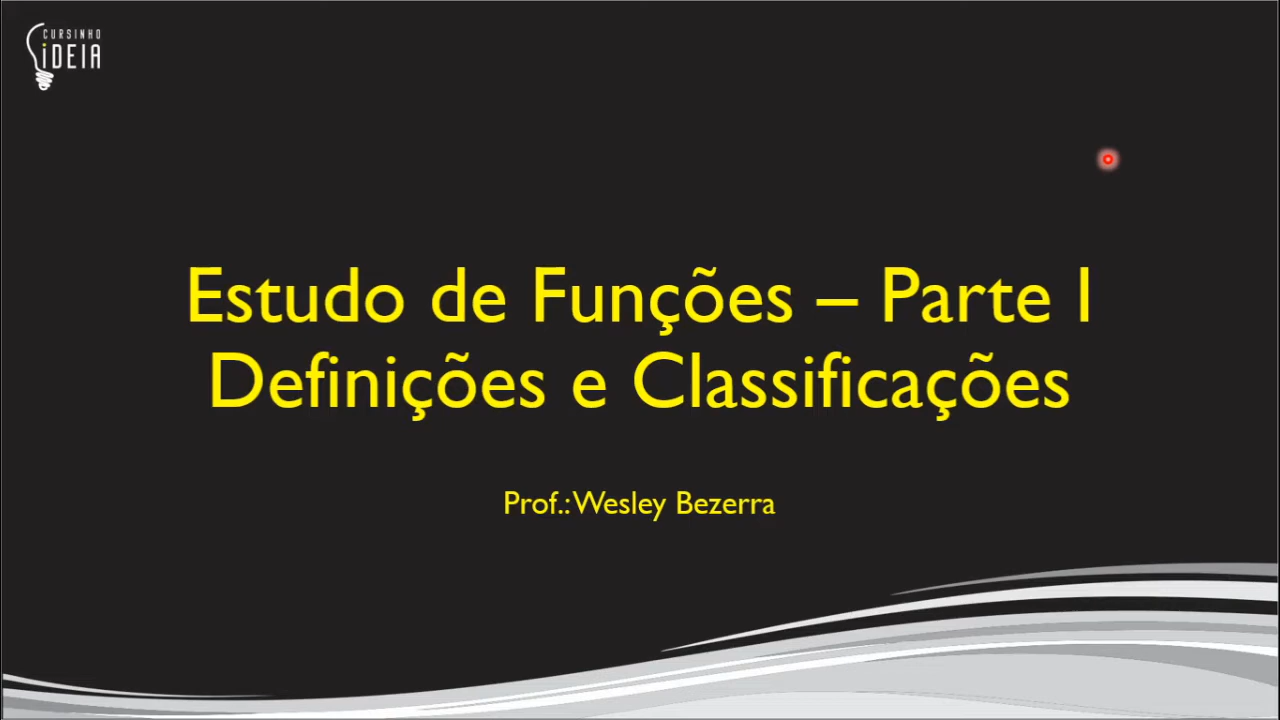 CURSINHO
iDEIA
Estudo de Funções – Parte I
Definições e Classificações
Prof.: Wesley Bezerra